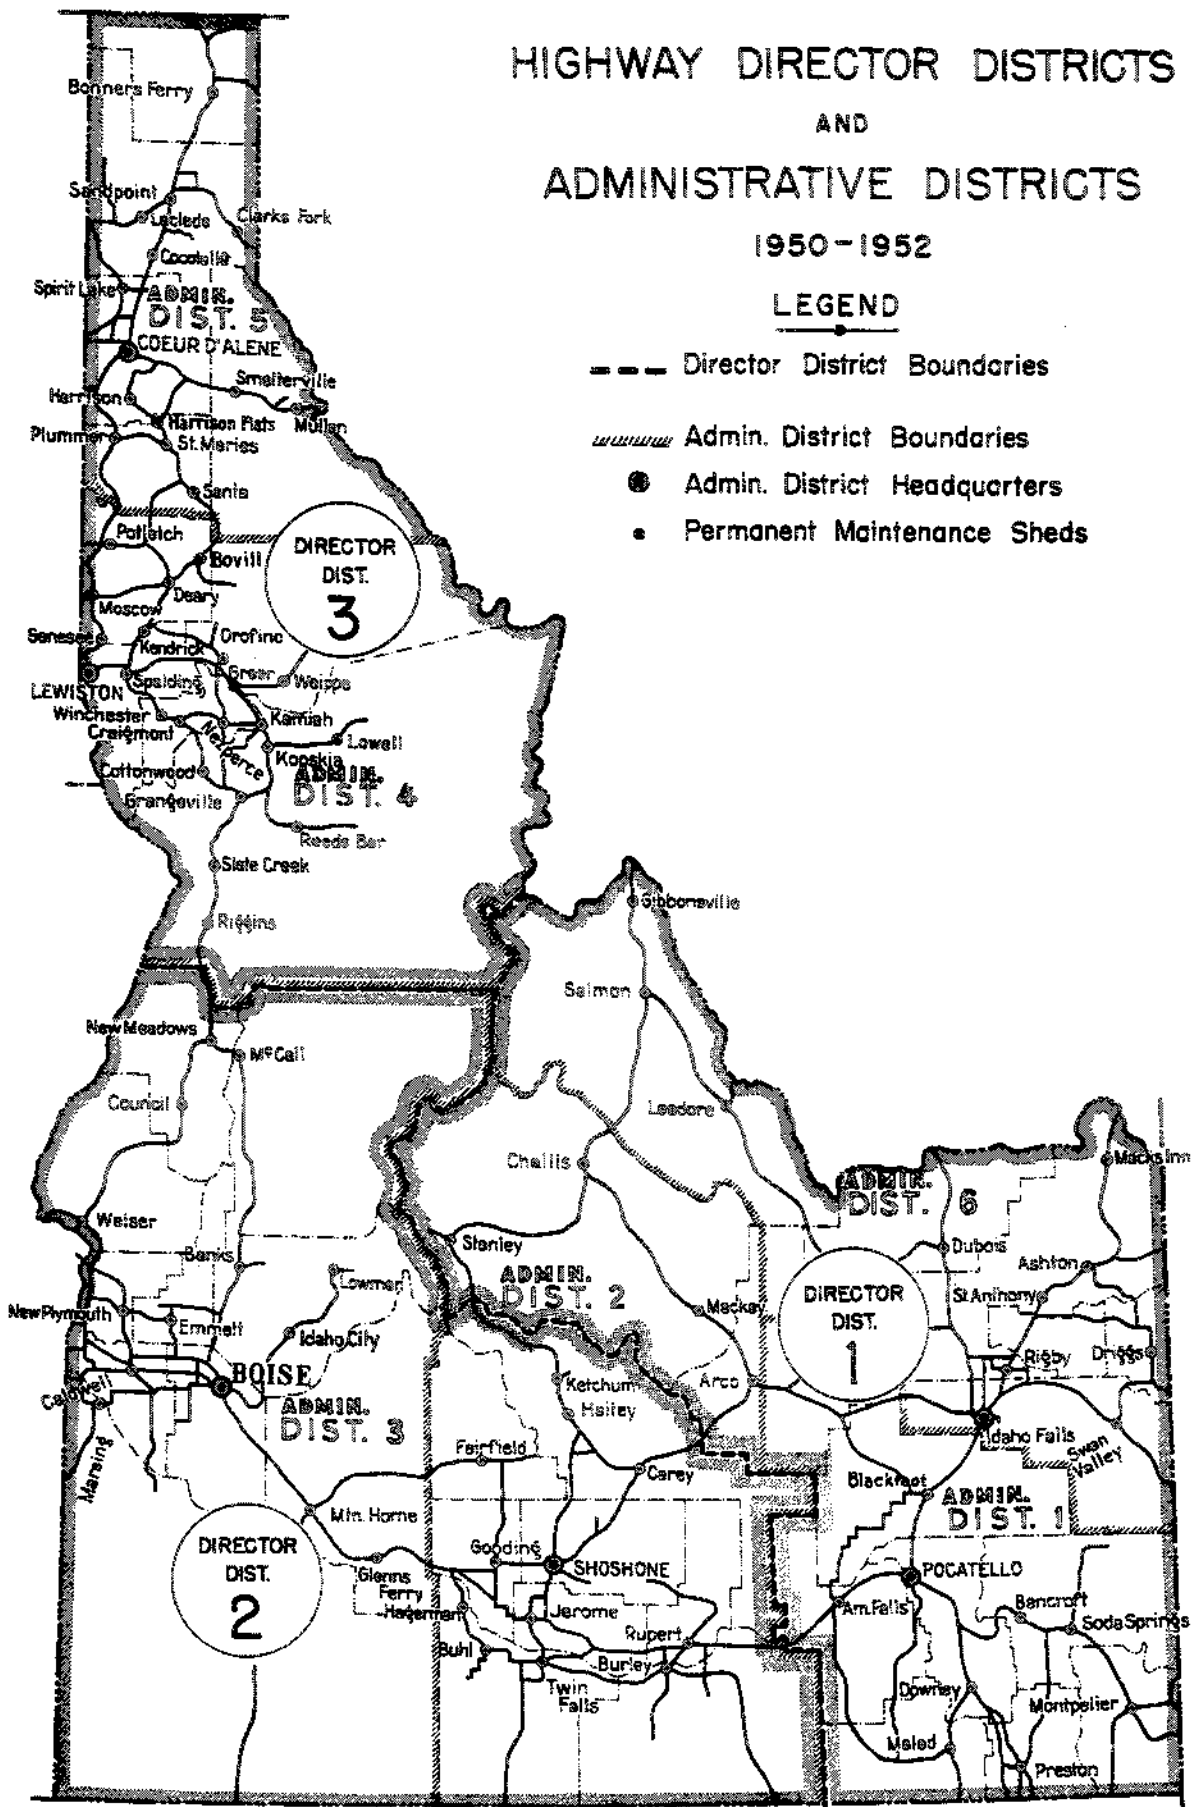 HIGHWAY DIRECTOR DISTRICTS
AND
ADMINISTRATIVE DISTRICTS
1950-1952
LEGEND
Director District Boundaries
Admin. District Boundaries
Admin. District Headquarters
Permanent Maintenance Sheds
Bonners Ferry
Sandpoint
Laclede
Clarks Fork
Cocolalla
Spirit Lake
ADMIN.
DIST. 5
COEUR D'ALENE
Smelterville
Harrison
Mullan
Harrison Flats
Plummer
St. Maries
Santa
Potlatch
Bovill
DIRECTOR
DIST.
3
Deary
Moscow
Genesee
Kendrick
Orofino
Greer
Weippe
LEWISTON
Spalding
Winchester
Craigmont
Nezperce
Kamiah
Lowell
Kooskia
Cottonwood
ADMIN.
DIST. 4
Grangeville
Reeds Bar
Slate Creek
Riggins
Gibbonsville
Salmon
New Meadows
McCall
Council
Leadore
Challis
Macks Inn
ADMIN.
DIST. 6
Weiser
Stanley
Dubois
Banks
Lowman
ADMIN.
DIST. 2
Ashton
St. Anthony
DIRECTOR
DIST.
1
Mackay
New Plymouth
Emmett
Idaho City
Rigby
Driggs
BOISE
Caldwell
Ketchum
Arco
Hailey
ADMIN.
DIST. 3
Idaho Falls
Swan
Valley
Marsing
Fairfield
Carey
Blackfoot
ADMIN.
DIST. 1
Mtn. Home
DIRECTOR
DIST.
2
Gooding
SHOSHONE
Glenns
Ferry
POCATELLO
Hagerman
Jerome
Am. Falls
Bancroft
Soda Springs
Rupert
Buhl
Burley
Twin
Falls
Downey
Montpelier
Malad
Preston